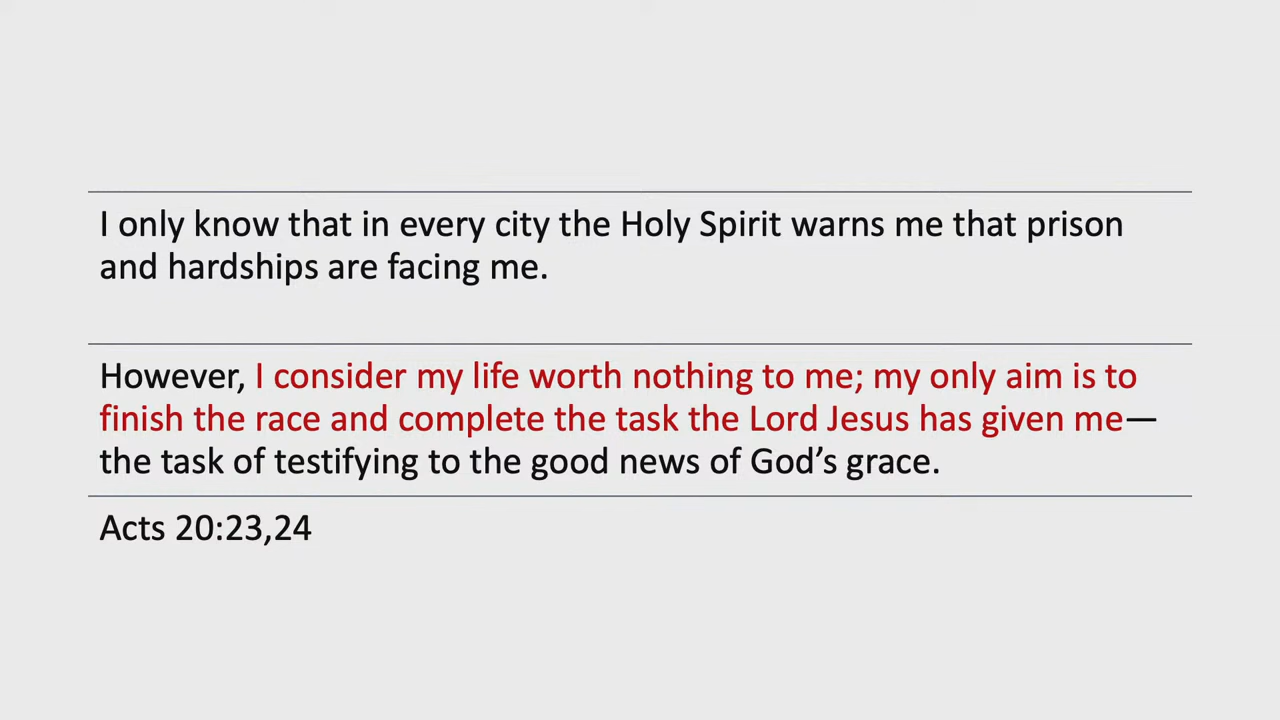 I only know that in every city the Holy Spirit warns me that prison
and hardships are facing me.
However, I consider my life worth nothing to me; my only aim is to
finish the race and complete the task the Lord Jesus has given me—
the task of testifying to the good news of God’s grace.
Acts 20:23,24